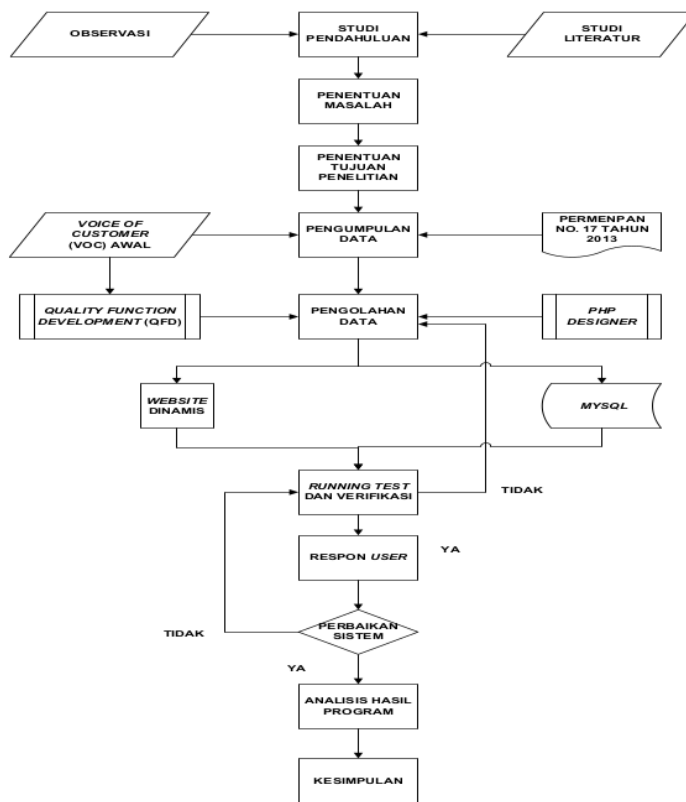 OBSERVASI
STUDI
PENDAHULUAN
STUDI
LITERATUR
PENENTUAN
MASALAH
PENENTUAN
TUJUAN
PENELITIAN
VOICE OF
CUSTOMER
(VOC) AWAL
PENGUMPULAN
DATA
PERMENPAN
NO. 17 TAHUN
2013
QUALITY FUNCTION
DEVELOPMENT (QFD)
PENGOLAHAN
DATA
PHP
DESIGNER
WEBSITE
DINAMIS
MYSQL
RUNNING TEST
DAN VERIFIKASI
TIDAK
RESPON USER
YA
TIDAK
PERBAIKAN
SISTEM
YA
ANALISIS HASIL
PROGRAM
KESIMPULAN